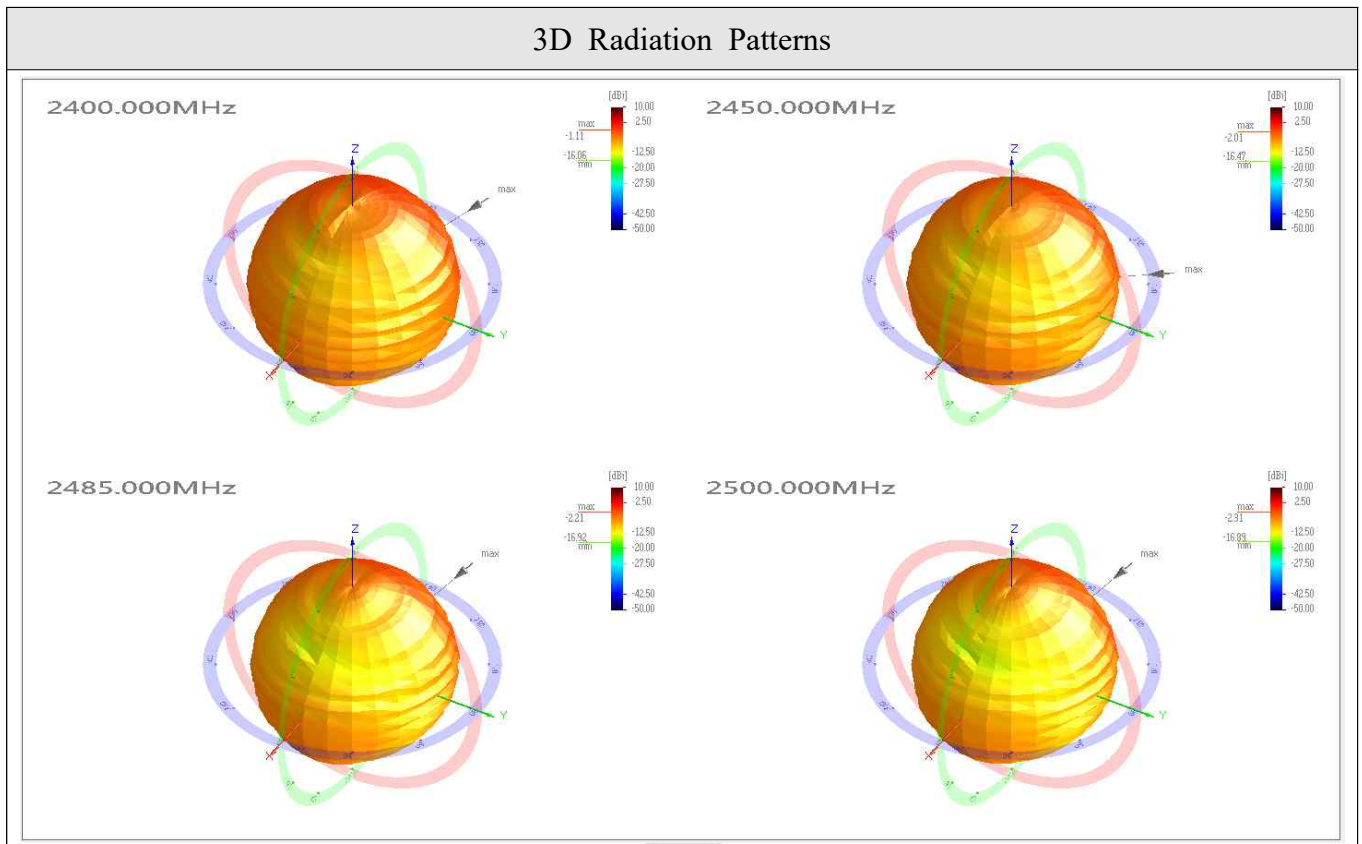 3D Radiation Patterns
2400.000MHz
[dBi]
10.00
2.50
-12.50
-20.00
-27.50
-42.50
-50.00
max
-1.11
-16.06
min
Z
max
Y
X
2450.000MHz
[dBi]
10.00
2.50
-12.50
-20.00
-27.50
-42.50
-50.00
max
-2.01
-16.47
min
Z
max
Y
X
2485.000MHz
[dBi]
10.00
2.50
-12.50
-20.00
-27.50
-42.50
-50.00
max
-2.21
-16.92
min
Z
max
Y
X
2500.000MHz
[dBi]
10.00
2.50
-12.50
-20.00
-27.50
-42.50
-50.00
max
-2.31
-16.89
min
Z
max
Y
X